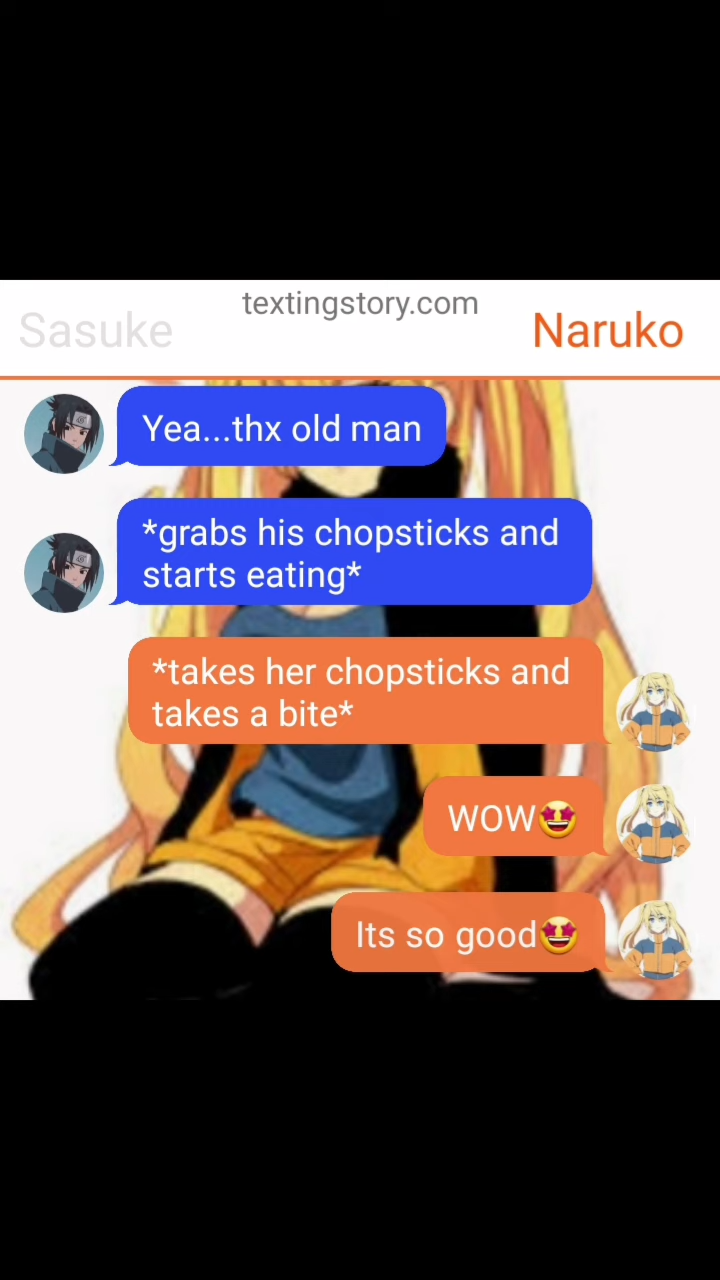 textingstory.com
Sasuke
Naruko
Yea...thx old man
*grabs his chopsticks and
starts eating*
*takes her chopsticks and
takes a bite*
WOW🤩
Its so good🤩